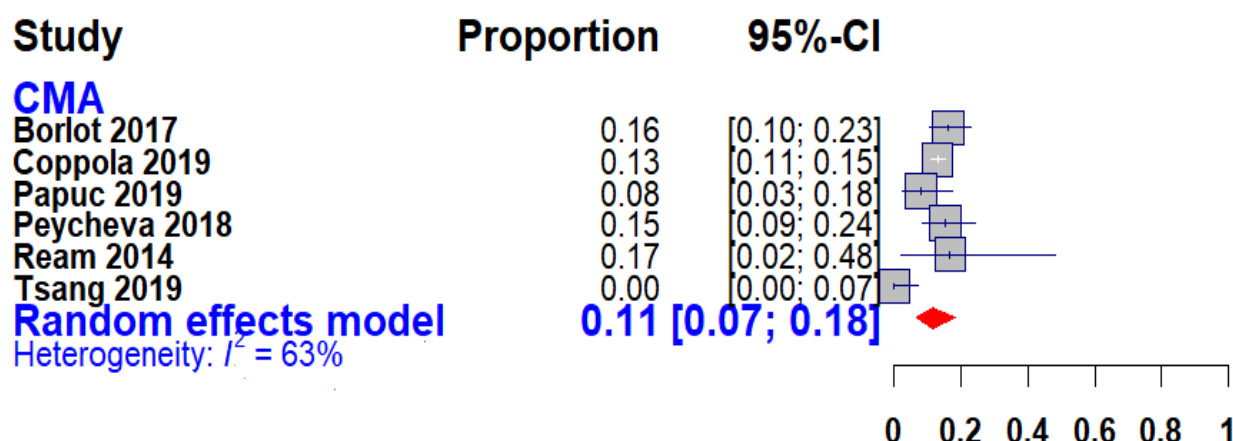 Study Proportion 95%-CI
CMA
Borlot 2017 0.16 [0.10; 0.23]
Coppola 2019 0.13 [0.11; 0.15]
Papuc 2019 0.08 [0.03; 0.18]
Peycheva 2018 0.15 [0.09; 0.24]
Ream 2014 0.17 [0.02; 0.48]
Tsang 2019 0.00 [0.00; 0.07]
Random effects model 0.11 [0.07; 0.18]
Heterogeneity: I² = 63%
0 0.2 0.4 0.6 0.8 1